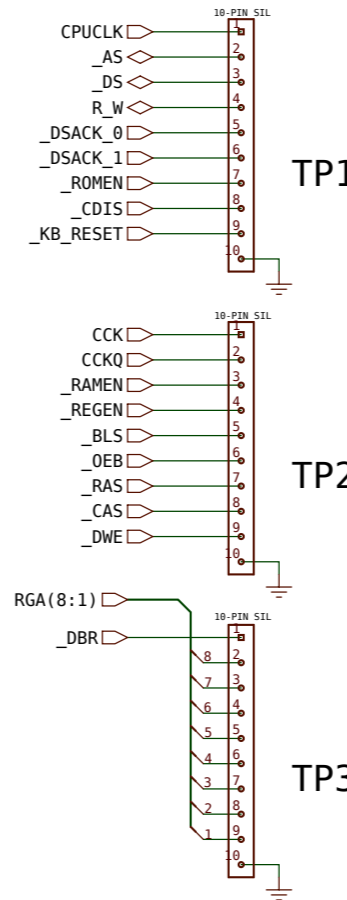 10-PIN SIL
CPUCLK 1
_AS 2
_DS 3
R_W 4
_DSACK_0 5
_DSACK_1 6
_ROMEN 7
_CDIS 8
_KB_RESET 9
10
TP1
10-PIN SIL
CCK 1
CCKQ 2
_RAMEN 3
_REGEN 4
_BLS 5
_OEB 6
_RAS 7
_CAS 8
_DWE 9
10
TP2
RGA(8:1)
10-PIN SIL
_DBR 1
8 2
7 3
6 4
5 5
4 6
3 7
2 8
1 9
10
TP3